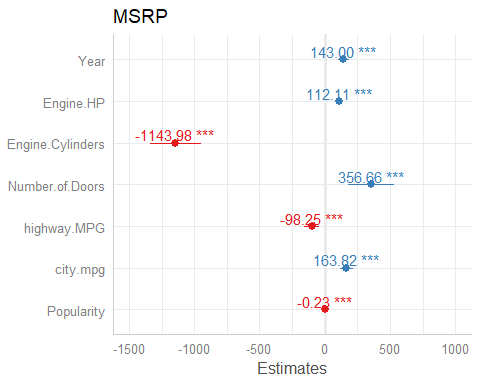 MSRP
Year
143.00 ***
Engine.HP
112.11 ***
Engine.Cylinders
-1143.98 ***
Number.of.Doors
356.66 ***
highway.MPG
-98.25 ***
city.mpg
163.82 ***
Popularity
-0.23 ***
-1500 -1000 -500 0 500 1000
Estimates